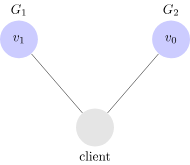 G₁ G₂
v₁ v₀
client